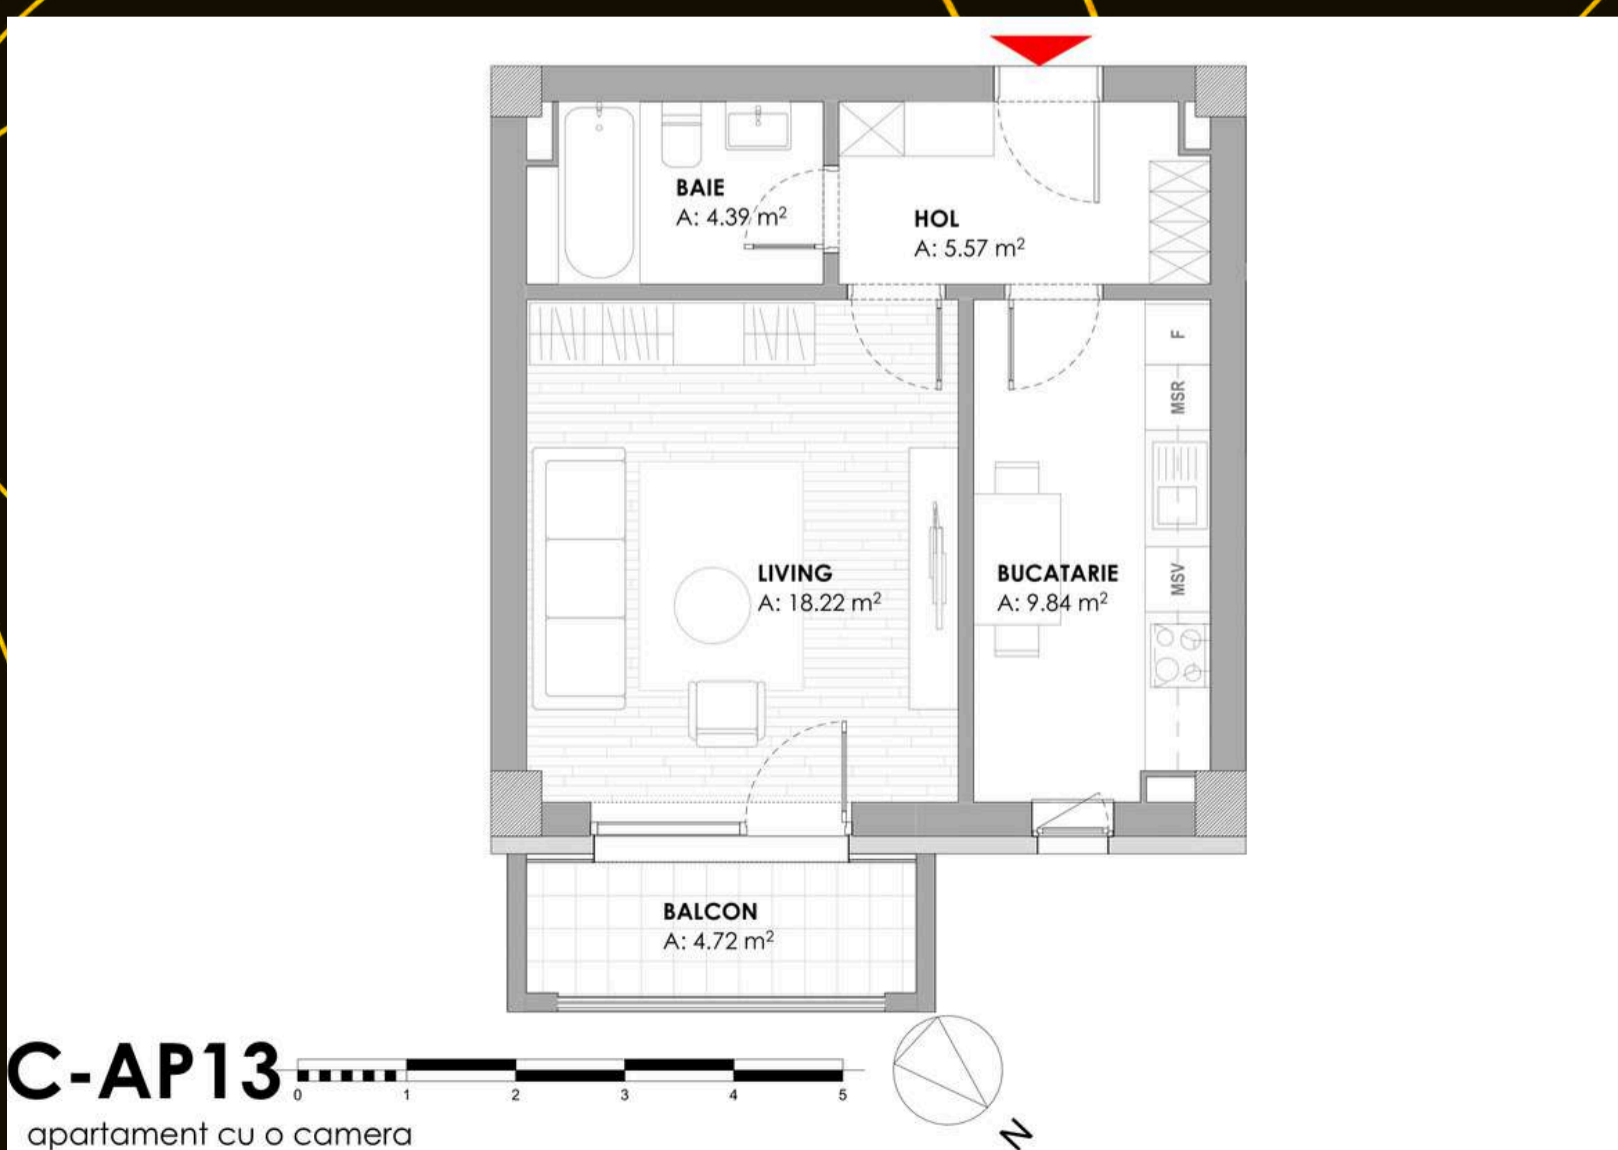 BAIE
A: 4.39 m²
HOL
A: 5.57 m²
F
MSR
LIVING
A: 18.22 m²
BUCATARIE
A: 9.84 m²
MSV
BALCON
A: 4.72 m²
C-AP13
0 1 2 3 4 5
N
apartament cu o camera